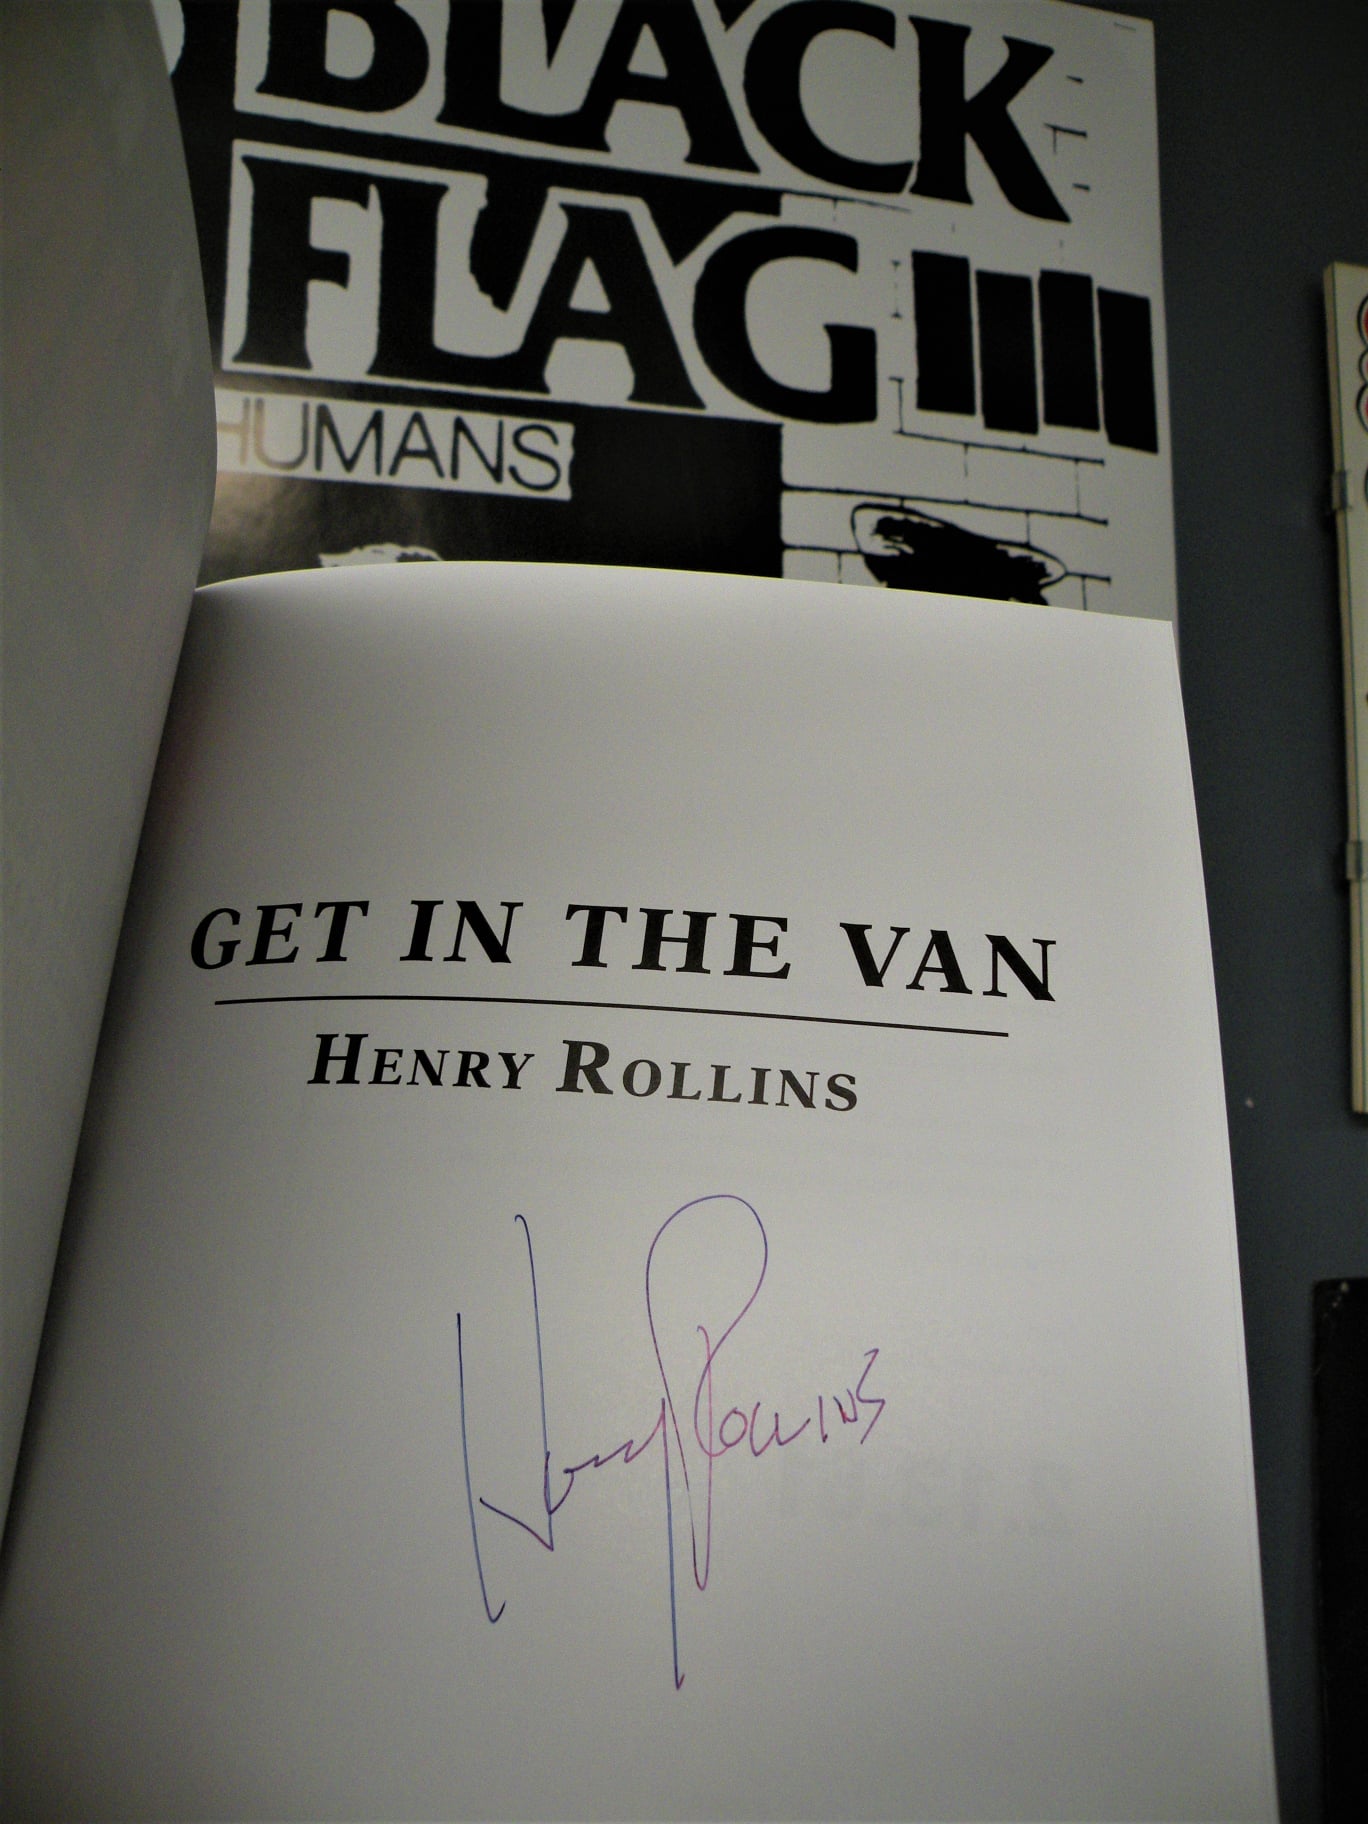 BLACK
FLAG
HUMANS
GET IN THE VAN
HENRY ROLLINS
Henry Rollins